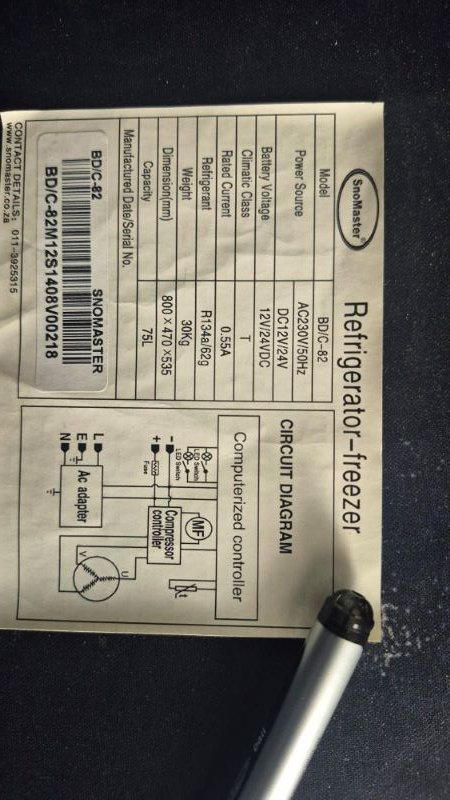 SnoMaster®
Refrigerator-freezer
Model BD/C-82
Power Source AC230V/50Hz
DC12V/24V
Battery Voltage 12V/24VDC
Climatic Class T
Rated Current 0.55A
Refrigerant R134a/62g
Weight 30Kg
Dimension(mm) 800×470×535
Capacity 75L
Manufactured Date/Serial No.
BD/C-82 SNOMASTER
BD/C-82M12S1408V00218
CONTACT DETAILS: 011-3925315
www.snomaster.co.za
CIRCUIT DIAGRAM
Computerized controller
LED Switch
LED Switch
MF
t
-
+
Fuse
Compressor
controller
L
E
N
Ac adapter
U
V